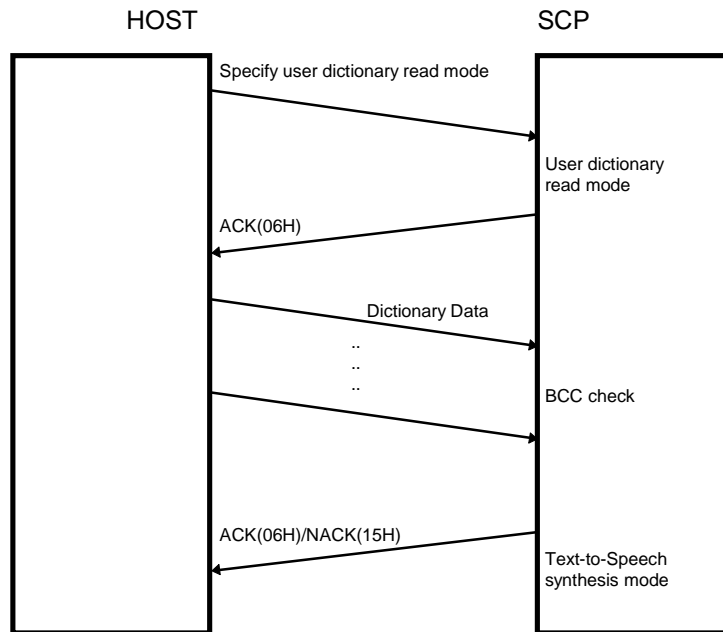 HOST
SCP
Specify user dictionary read mode
User dictionary
read mode
ACK(06H)
Dictionary Data
..
..
..
BCC check
ACK(06H)/NACK(15H)
Text-to-Speech
synthesis mode